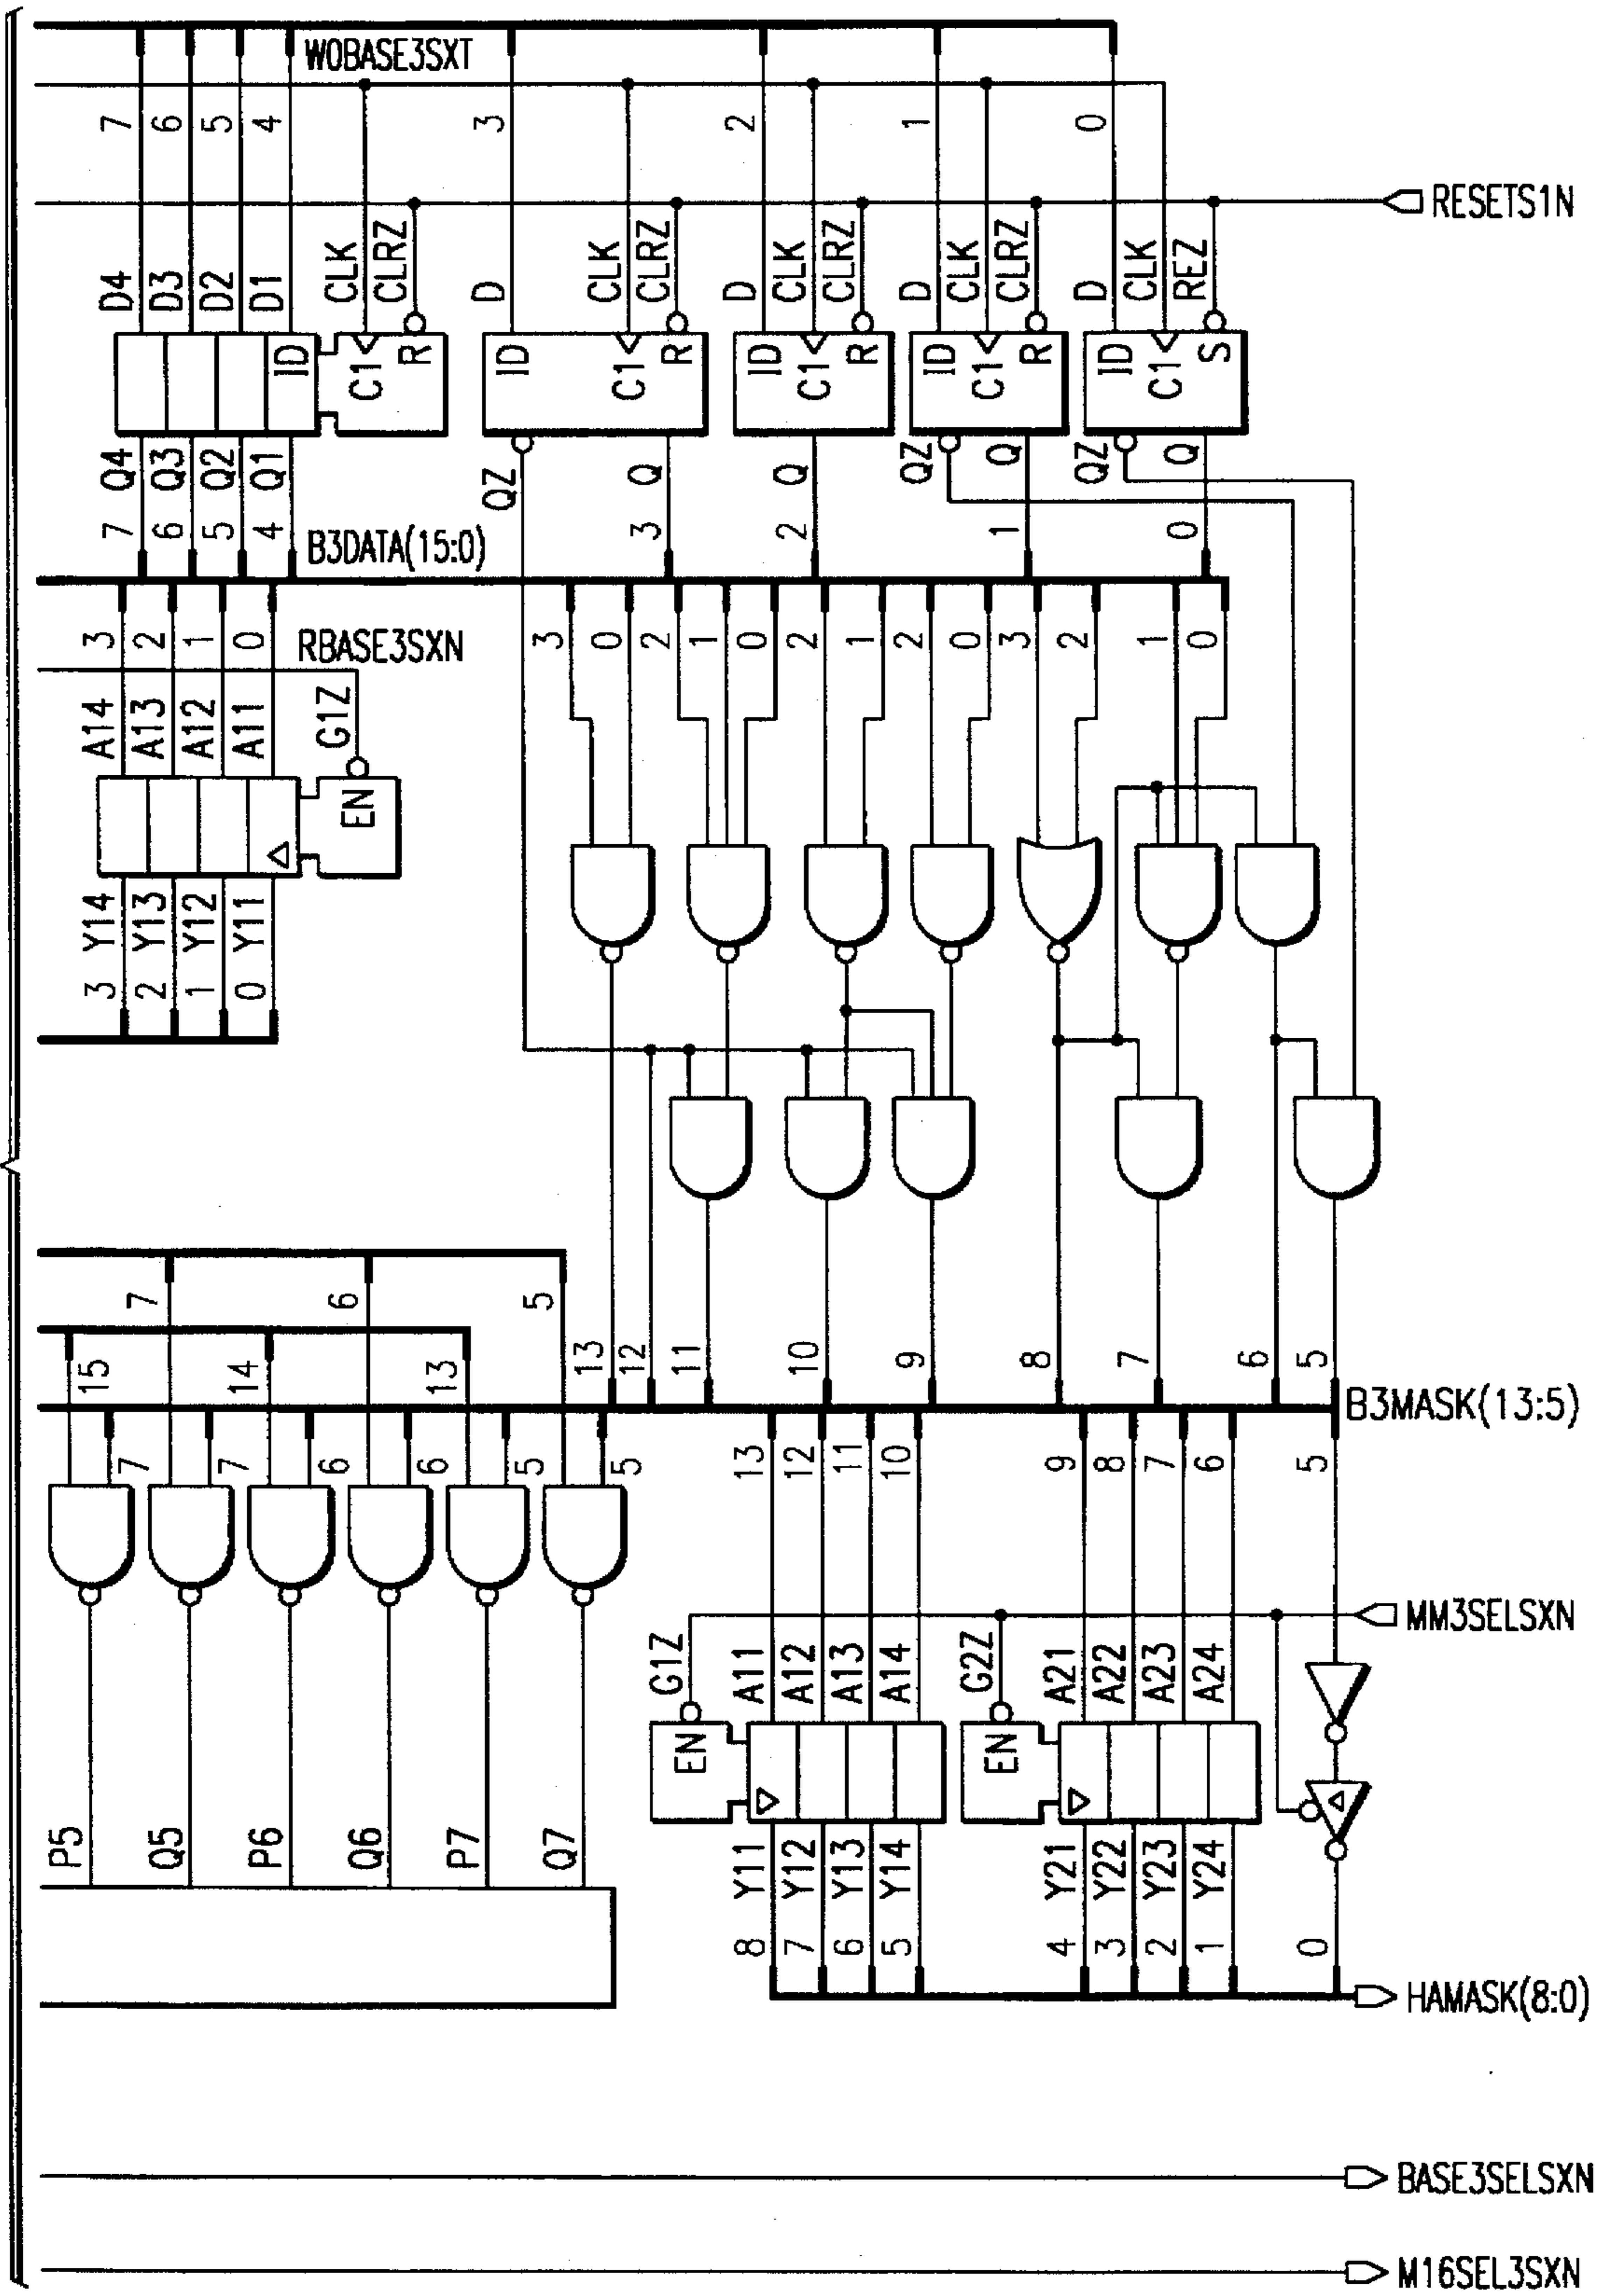 WOBASE3SXT
7 6 5 4 3 2 1 0
RESETS1N
D4 D3 D2 D1 CLK CLRZ D CLK CLRZ D CLK CLRZ D CLK CLRZ D CLK REZ
ID C1 R ID C1 R ID C1 R ID C1 R ID C1 S
Q4 Q3 Q2 Q1 QZ Q Q QZ Q QZ Q
7 6 5 4 3 2 1 0
B3DATA(15:0)
3 2 1 0 3 0 2 1 0 2 1 2 0 3 2 1 0
RBASE3SXN
A14 A13 A12 A11 G1Z
EN
Y14 Y13 Y12 Y11
3 2 1 0
7 6 5
15 14 13
13 12 11 10 9 8 7 6 5
B3MASK(13:5)
7 7 6 6 5 5
13 12 11 10 9 8 7 6 5
MM3SELSXN
G1Z A11 A12 A13 A14 G2Z A21 A22 A23 A24
EN EN
P5 Q5 P6 Q6 P7 Q7
Y11 Y12 Y13 Y14 Y21 Y22 Y23 Y24
8 7 6 5 4 3 2 1 0
HAMASK(8:0)
BASE3SELSXN
M16SEL3SXN